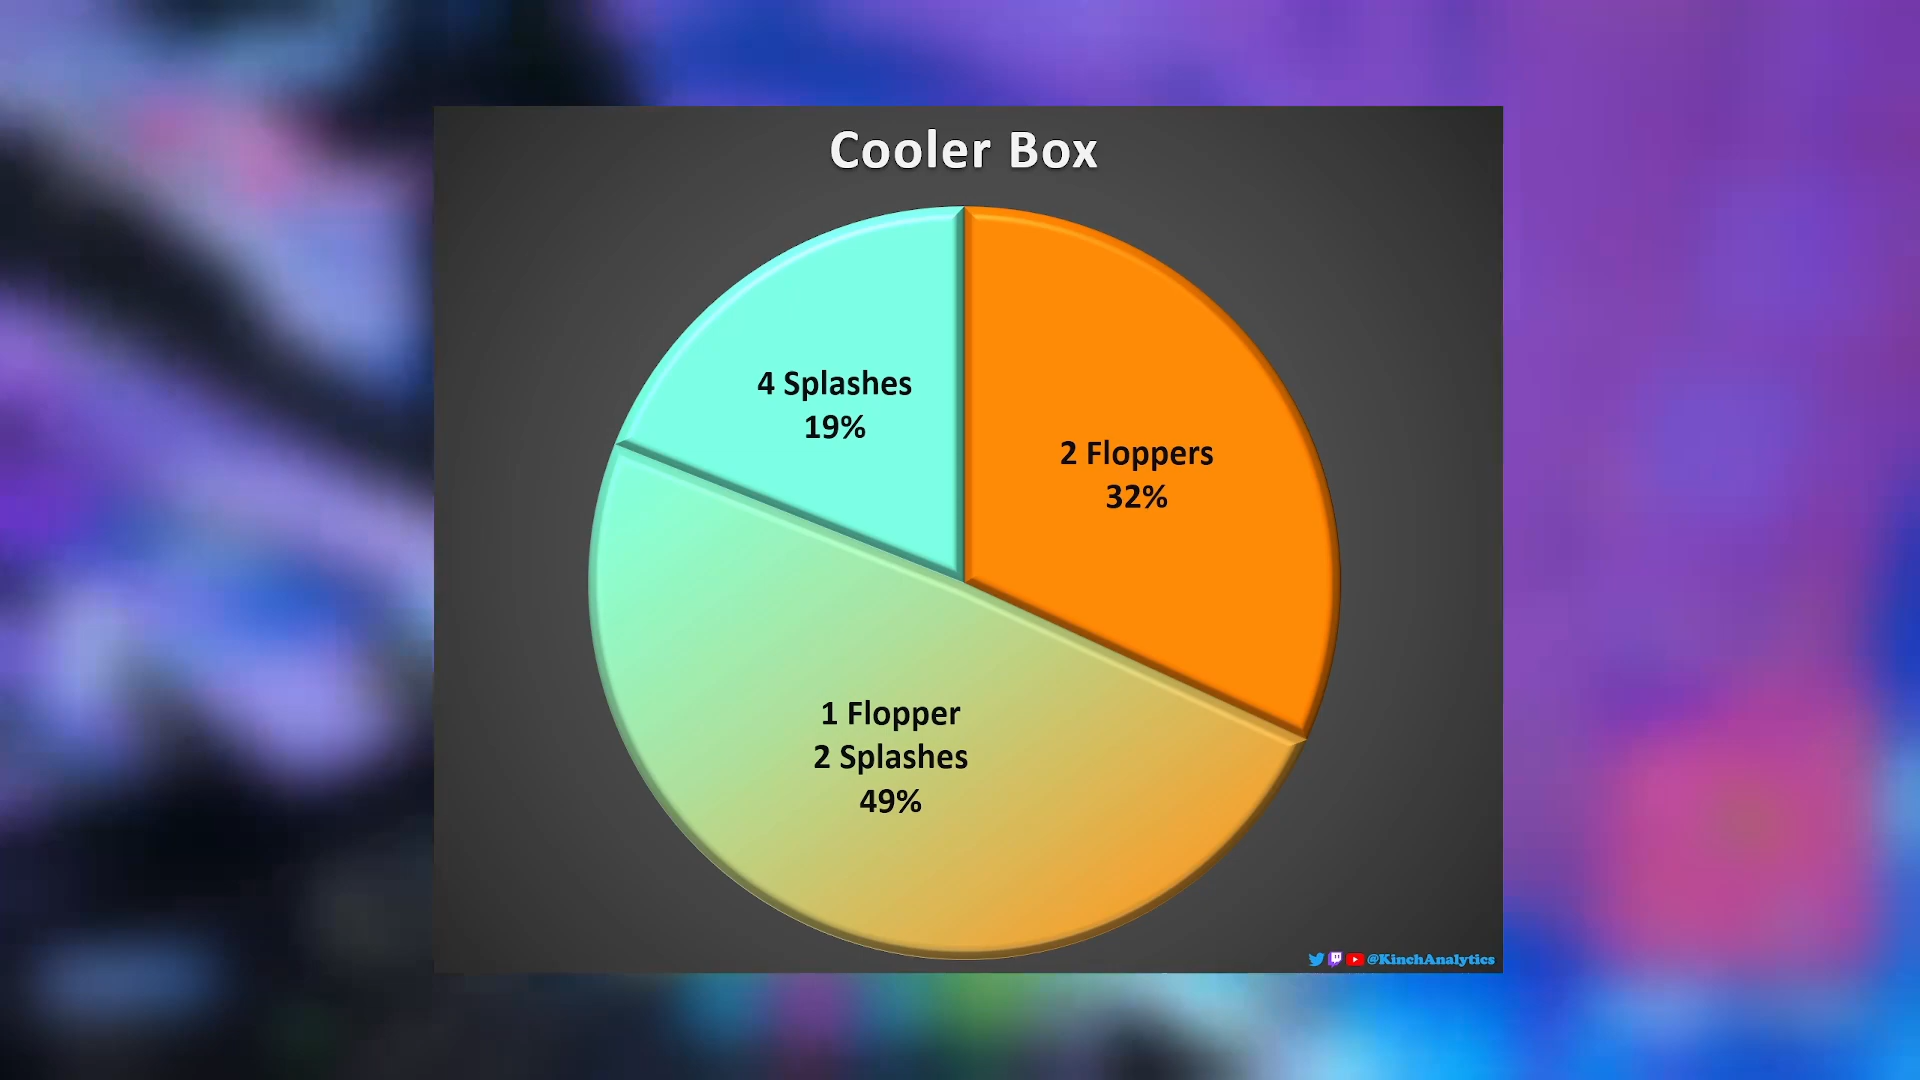 Cooler Box
4 Splashes
19%
2 Floppers
32%
1 Flopper
2 Splashes
49%
@KinchAnalytics